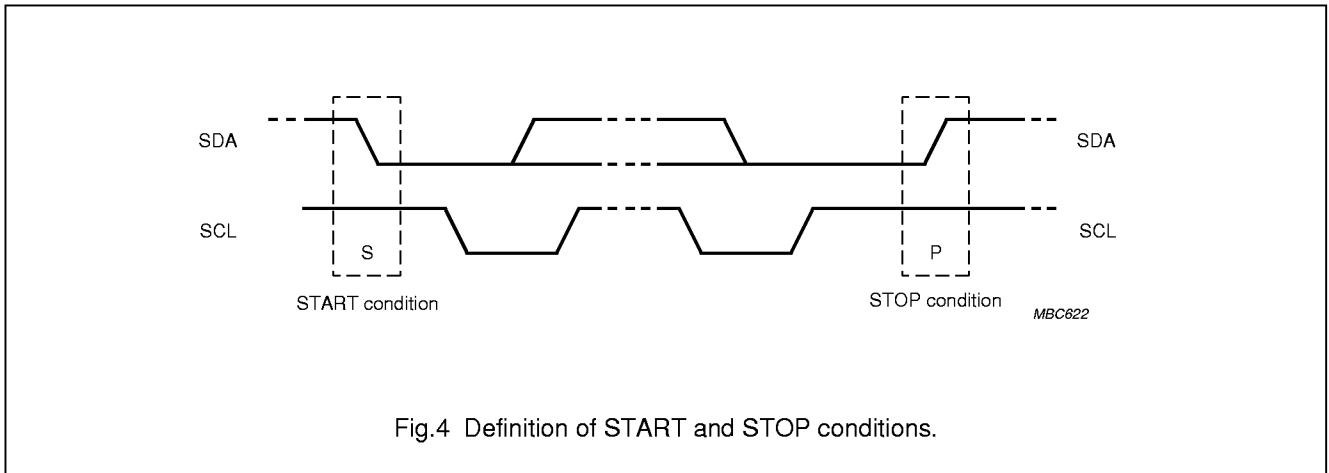 SDA
SDA
SCL
SCL
S
P
START condition
STOP condition
MBC622
Fig.4 Definition of START and STOP conditions.